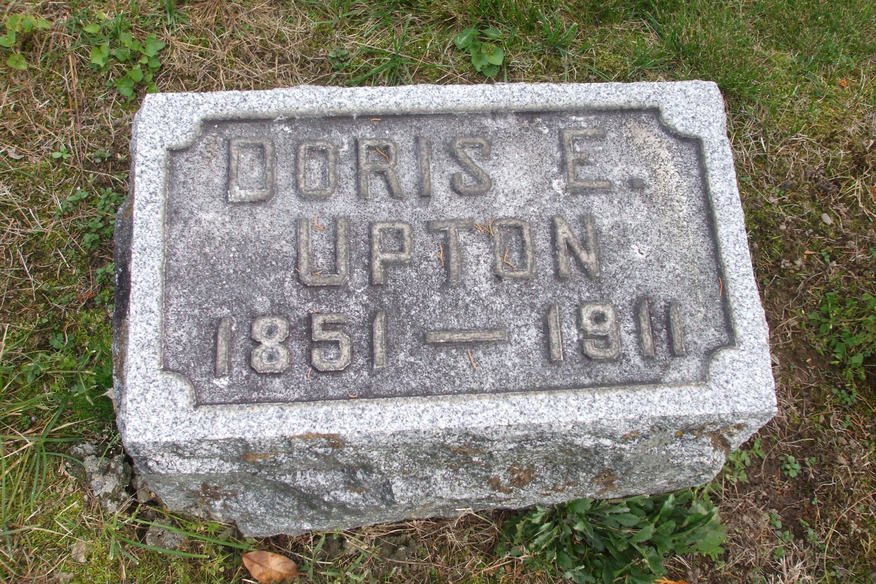 DORIS E.
UPTON
1851 — 1911